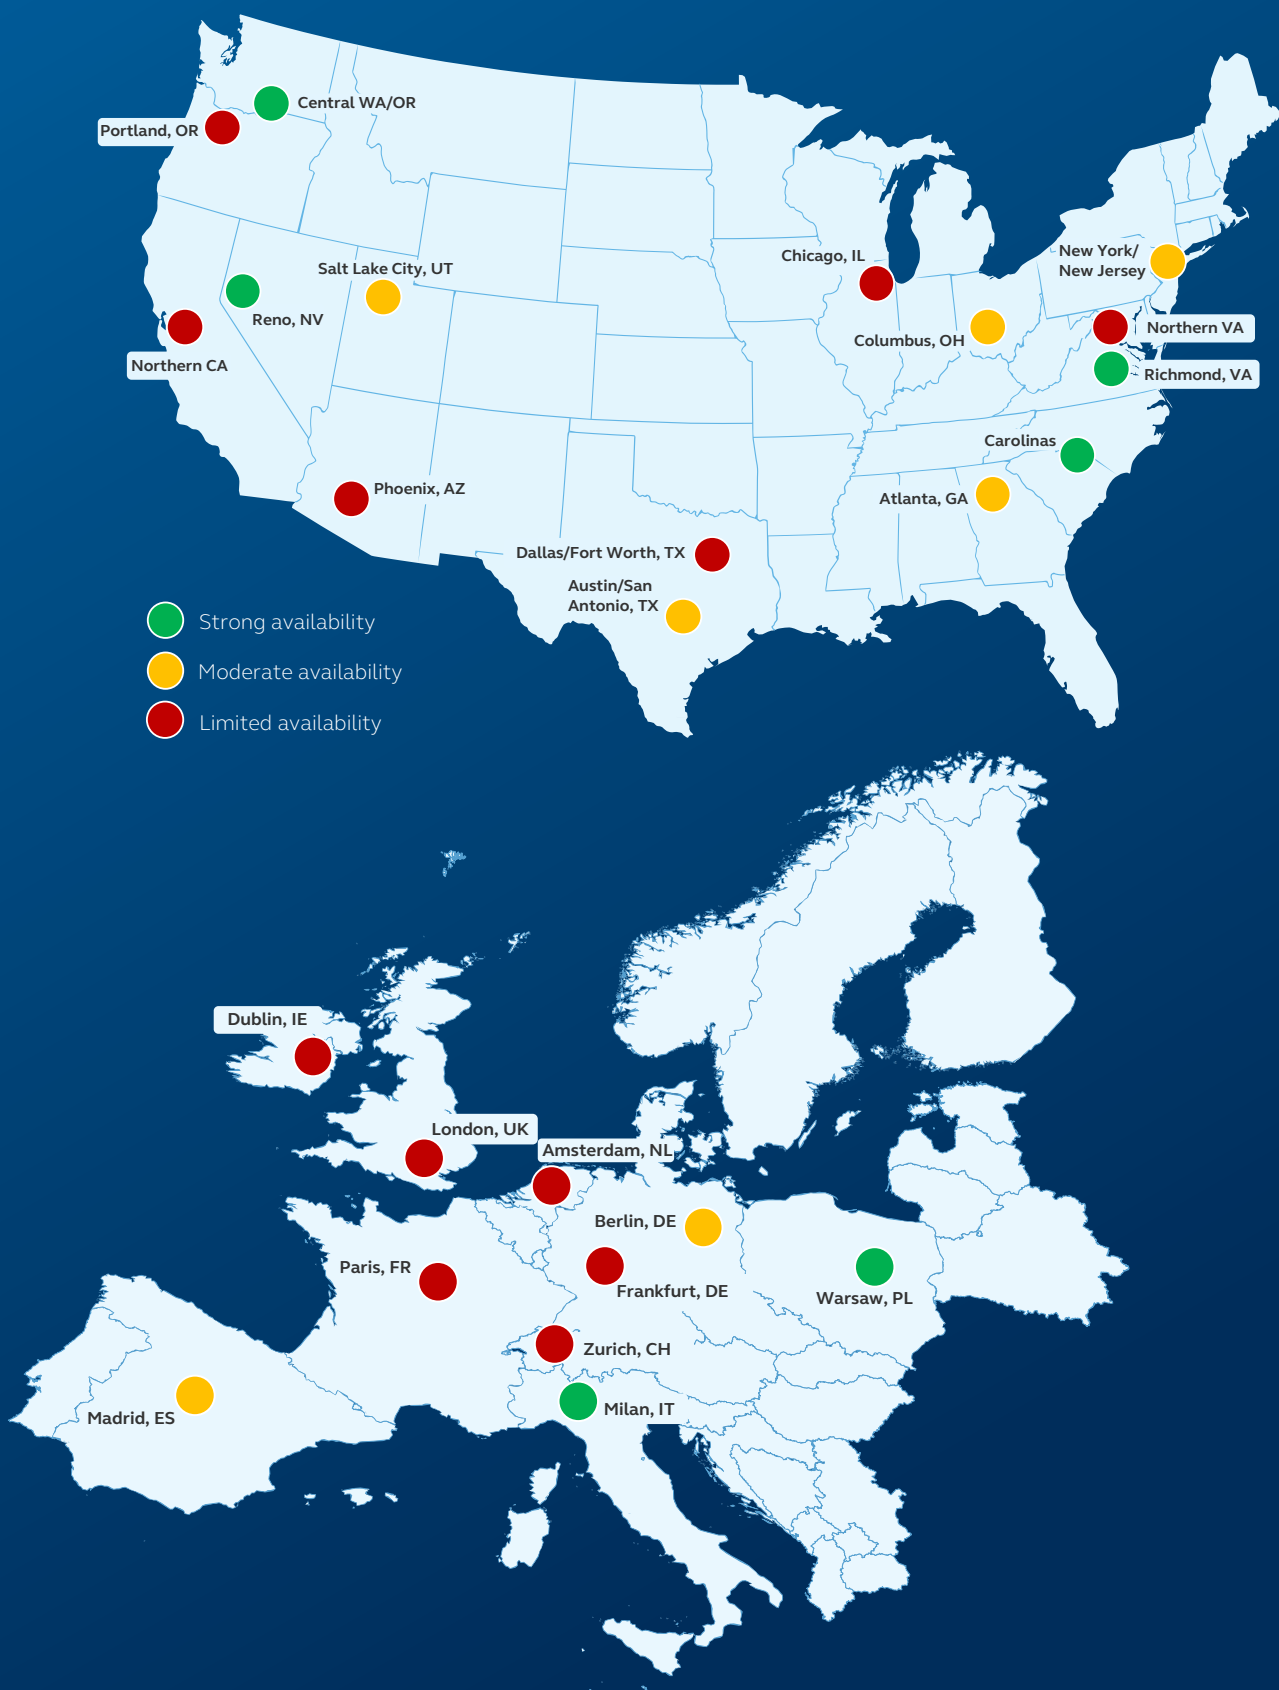 Central WA/OR
Portland, OR
New York/
New Jersey
Chicago, IL
Salt Lake City, UT
Reno, NV
Northern VA
Columbus, OH
Northern CA
Richmond, VA
Carolinas
Phoenix, AZ
Atlanta, GA
Dallas/Fort Worth, TX
Austin/San
Antonio, TX
Strong availability
Moderate availability
Limited availability
Dublin, IE
London, UK
Amsterdam, NL
Berlin, DE
Paris, FR
Frankfurt, DE
Warsaw, PL
Zurich, CH
Milan, IT
Madrid, ES